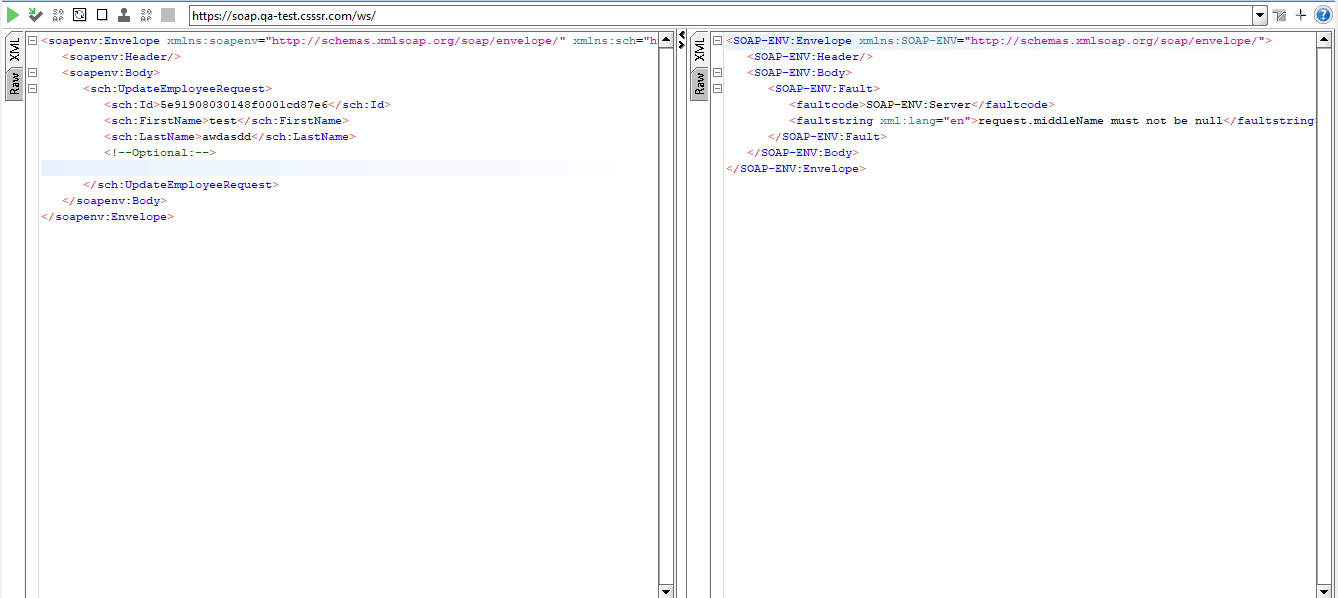 https://soap.qa-test.csssr.com/ws/
XML
Raw
<soapenv:Envelope xmlns:soapenv="http://schemas.xmlsoap.org/soap/envelope/" xmlns:sch="h
<soapenv:Header/>
<soapenv:Body>
<sch:UpdateEmployeeRequest>
<sch:Id>5e91908030148f0001cd87e6</sch:Id>
<sch:FirstName>test</sch:FirstName>
<sch:LastName>awdasdd</sch:LastName>
<!--Optional:-->
</sch:UpdateEmployeeRequest>
</soapenv:Body>
</soapenv:Envelope>
XML
Raw
<SOAP-ENV:Envelope xmlns:SOAP-ENV="http://schemas.xmlsoap.org/soap/envelope/">
<SOAP-ENV:Header/>
<SOAP-ENV:Body>
<SOAP-ENV:Fault>
<faultcode>SOAP-ENV:Server</faultcode>
<faultstring xml:lang="en">request.middleName must not be null</faultstring>
</SOAP-ENV:Fault>
</SOAP-ENV:Body>
</SOAP-ENV:Envelope>